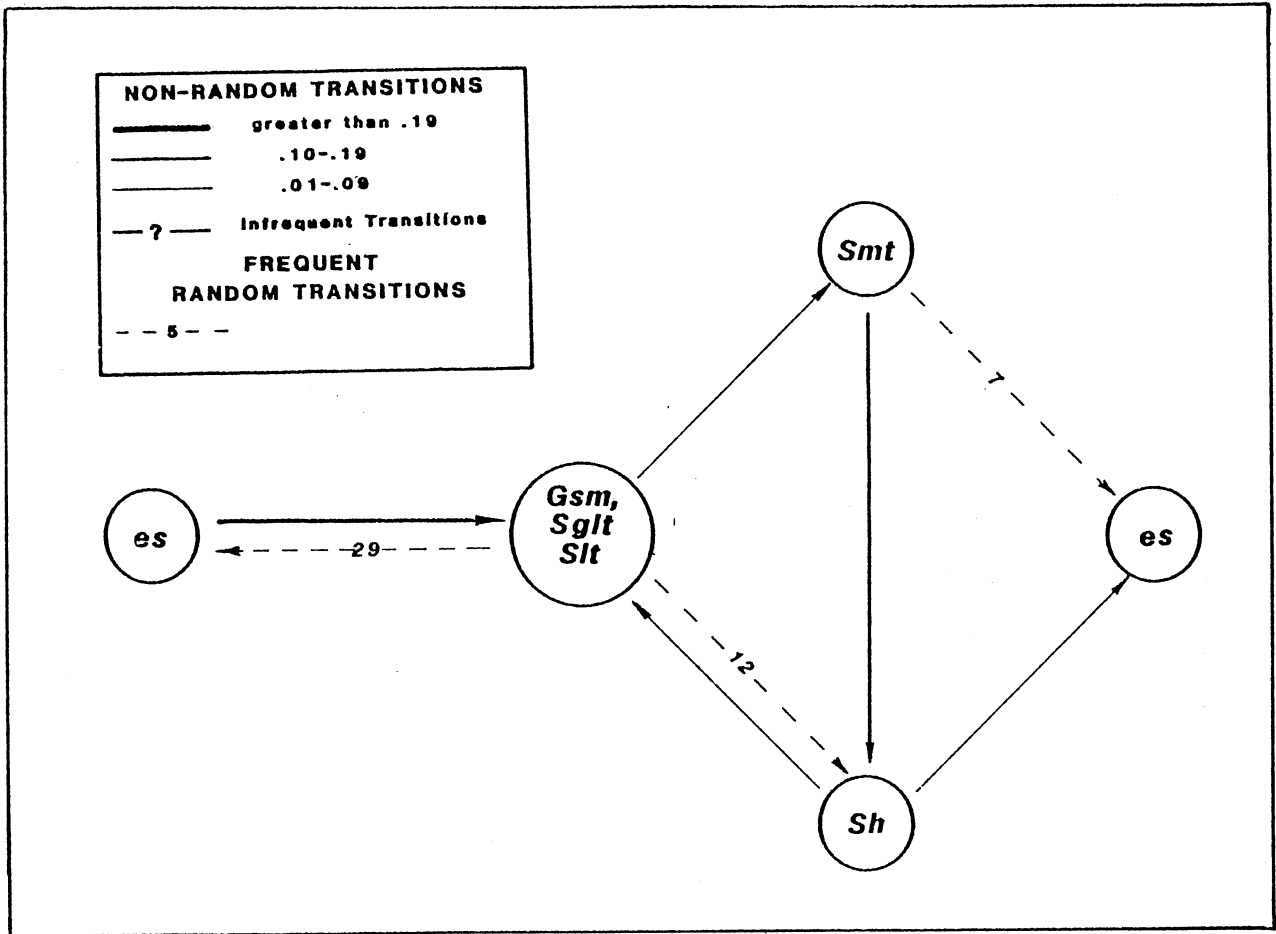 NON-RANDOM TRANSITIONS
greater than .19
.10-.19
.01-.09
— ? — Infrequent Transitions
FREQUENT
RANDOM TRANSITIONS
- - 5 - -
Smt
7
es
29
Gsm,
Sglt
Slt
es
12
Sh